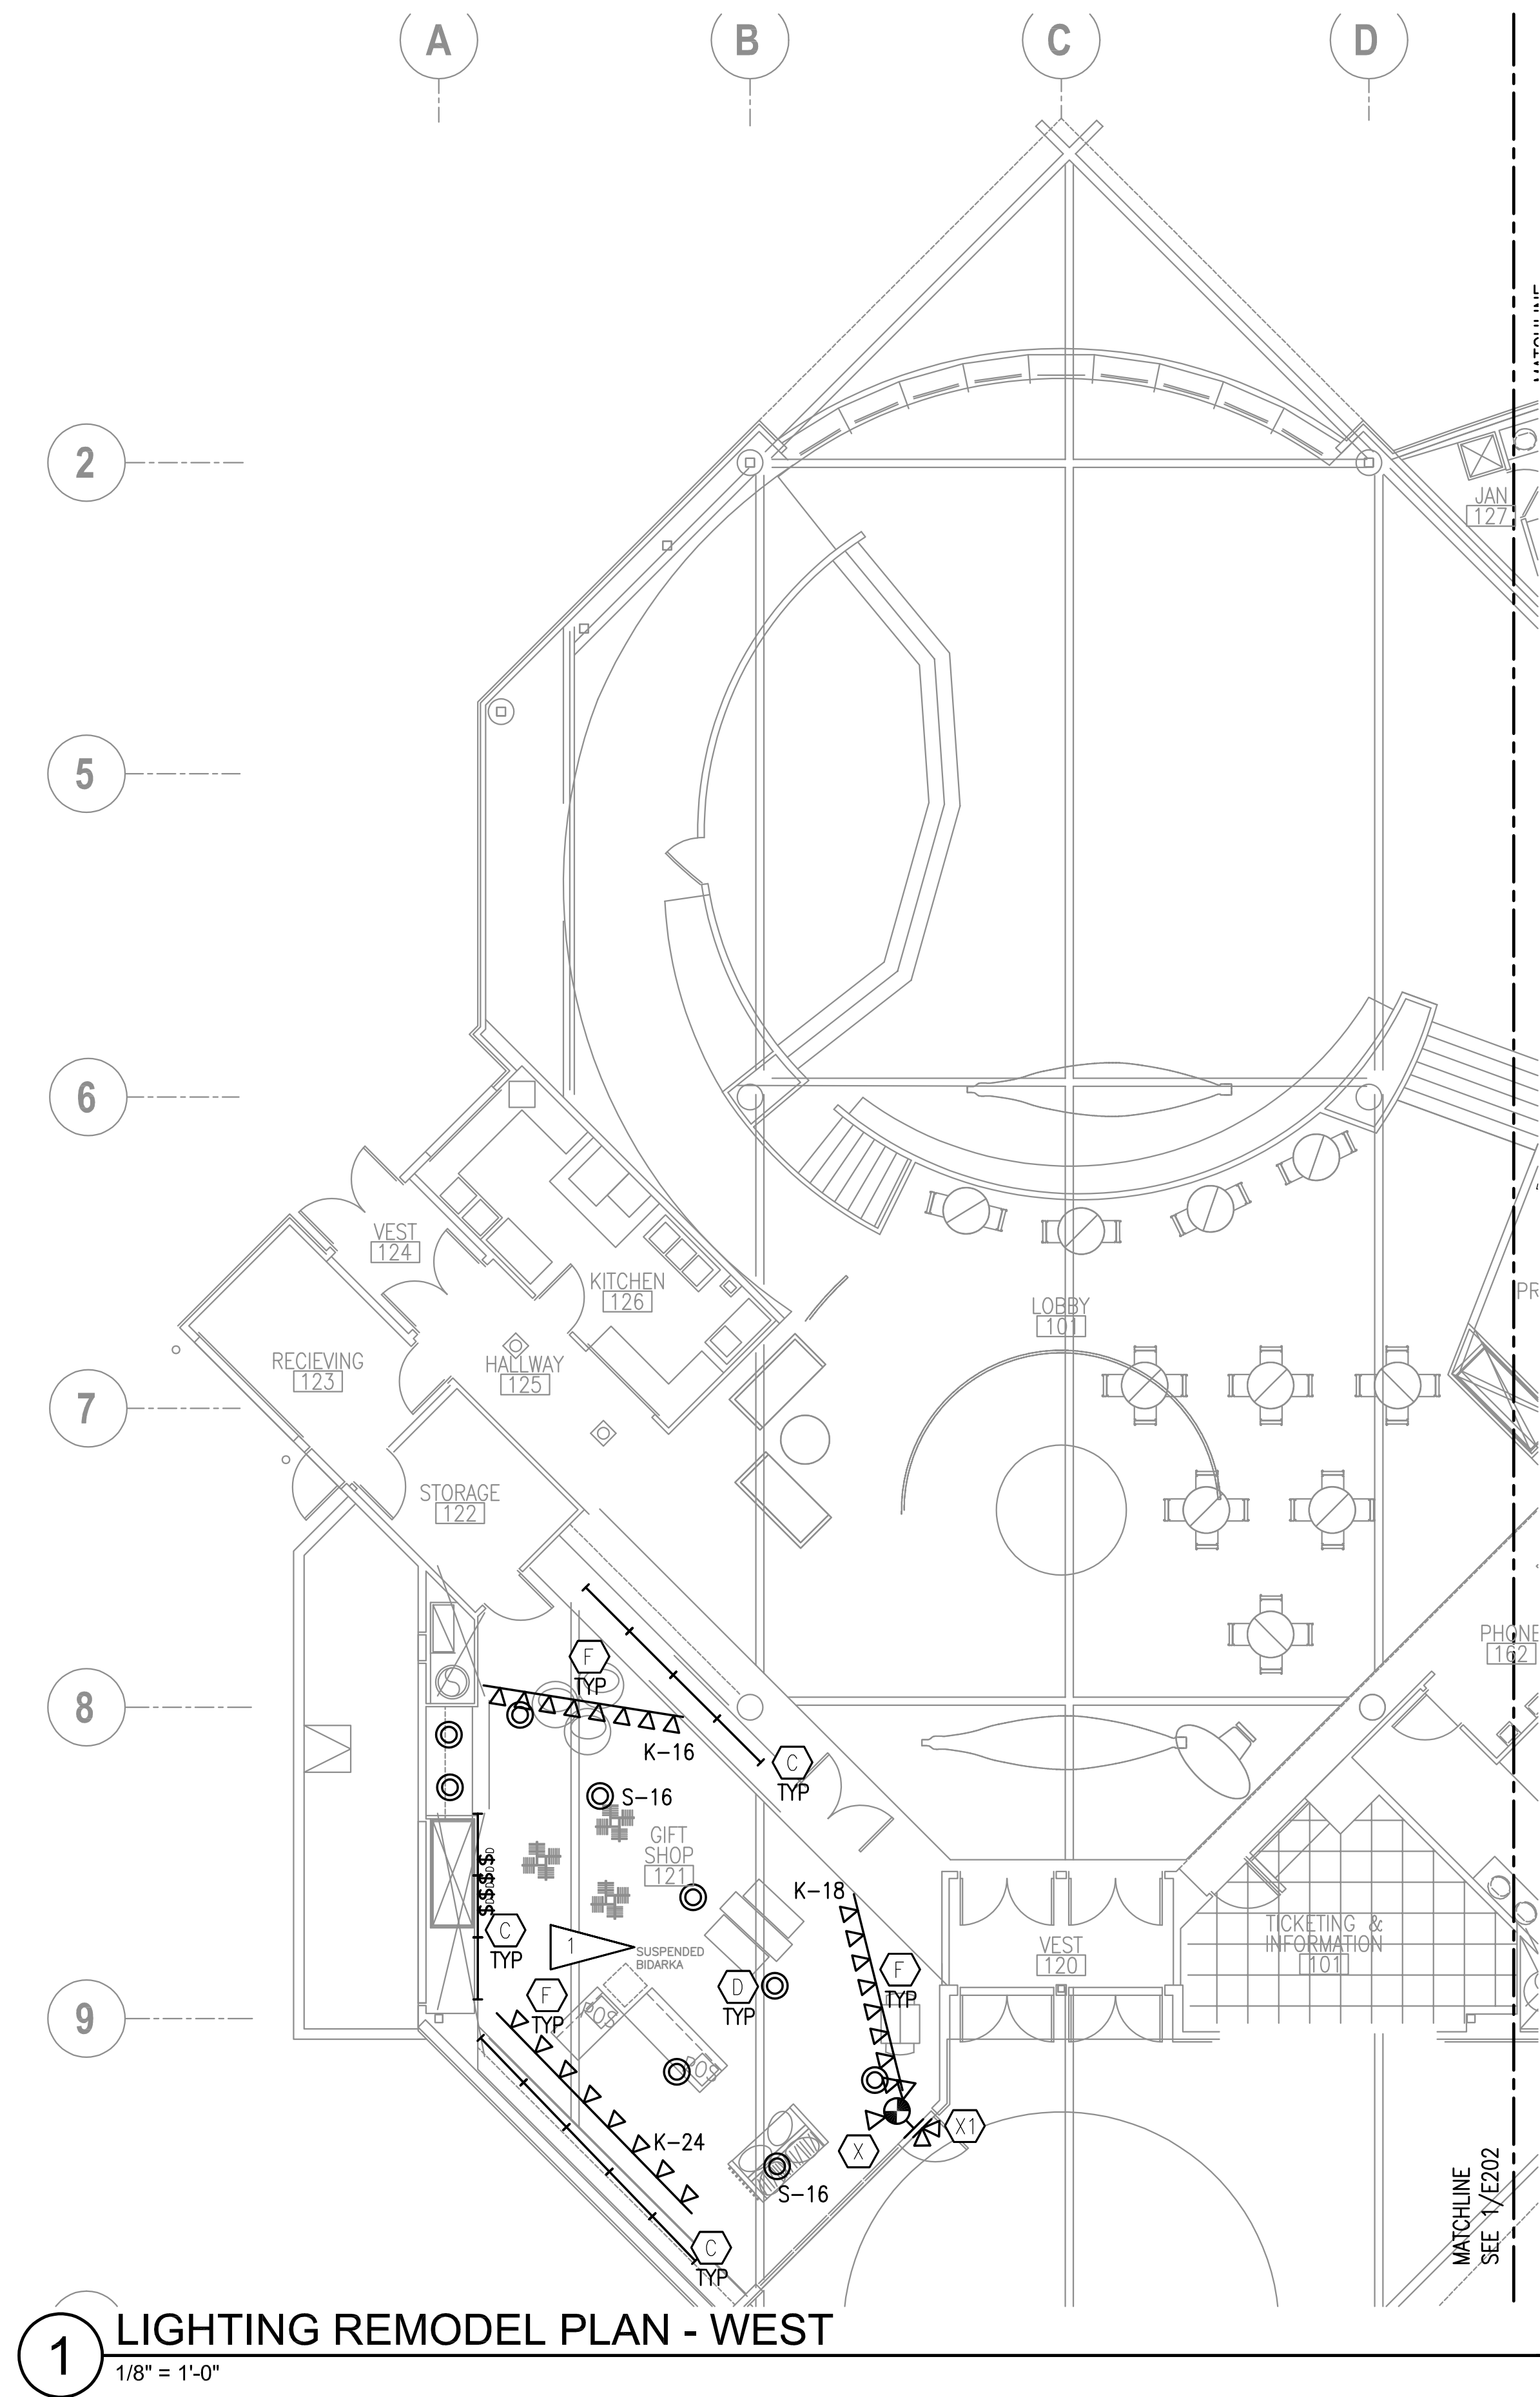 A
B
C
D
2
JAN
127
5
6
VEST
124
KITCHEN
126
LOBBY
101
RECIEVING
123
HALLWAY
125
7
STORAGE
122
PHONE
162
F
TYP
8
K-16
C
TYP
S-16
GIFT
SHOP
121
K-18
C
TYP
1
SUSPENDED
BIDARKA
F
TYP
VEST
120
TICKETING &
INFORMATION
101
D
TYP
F
TYP
POS
POS
9
K-24
X
X1
S-16
C
TYP
MATCHLINE
SEE 1/E202
1
LIGHTING REMODEL PLAN - WEST
1/8" = 1'-0"